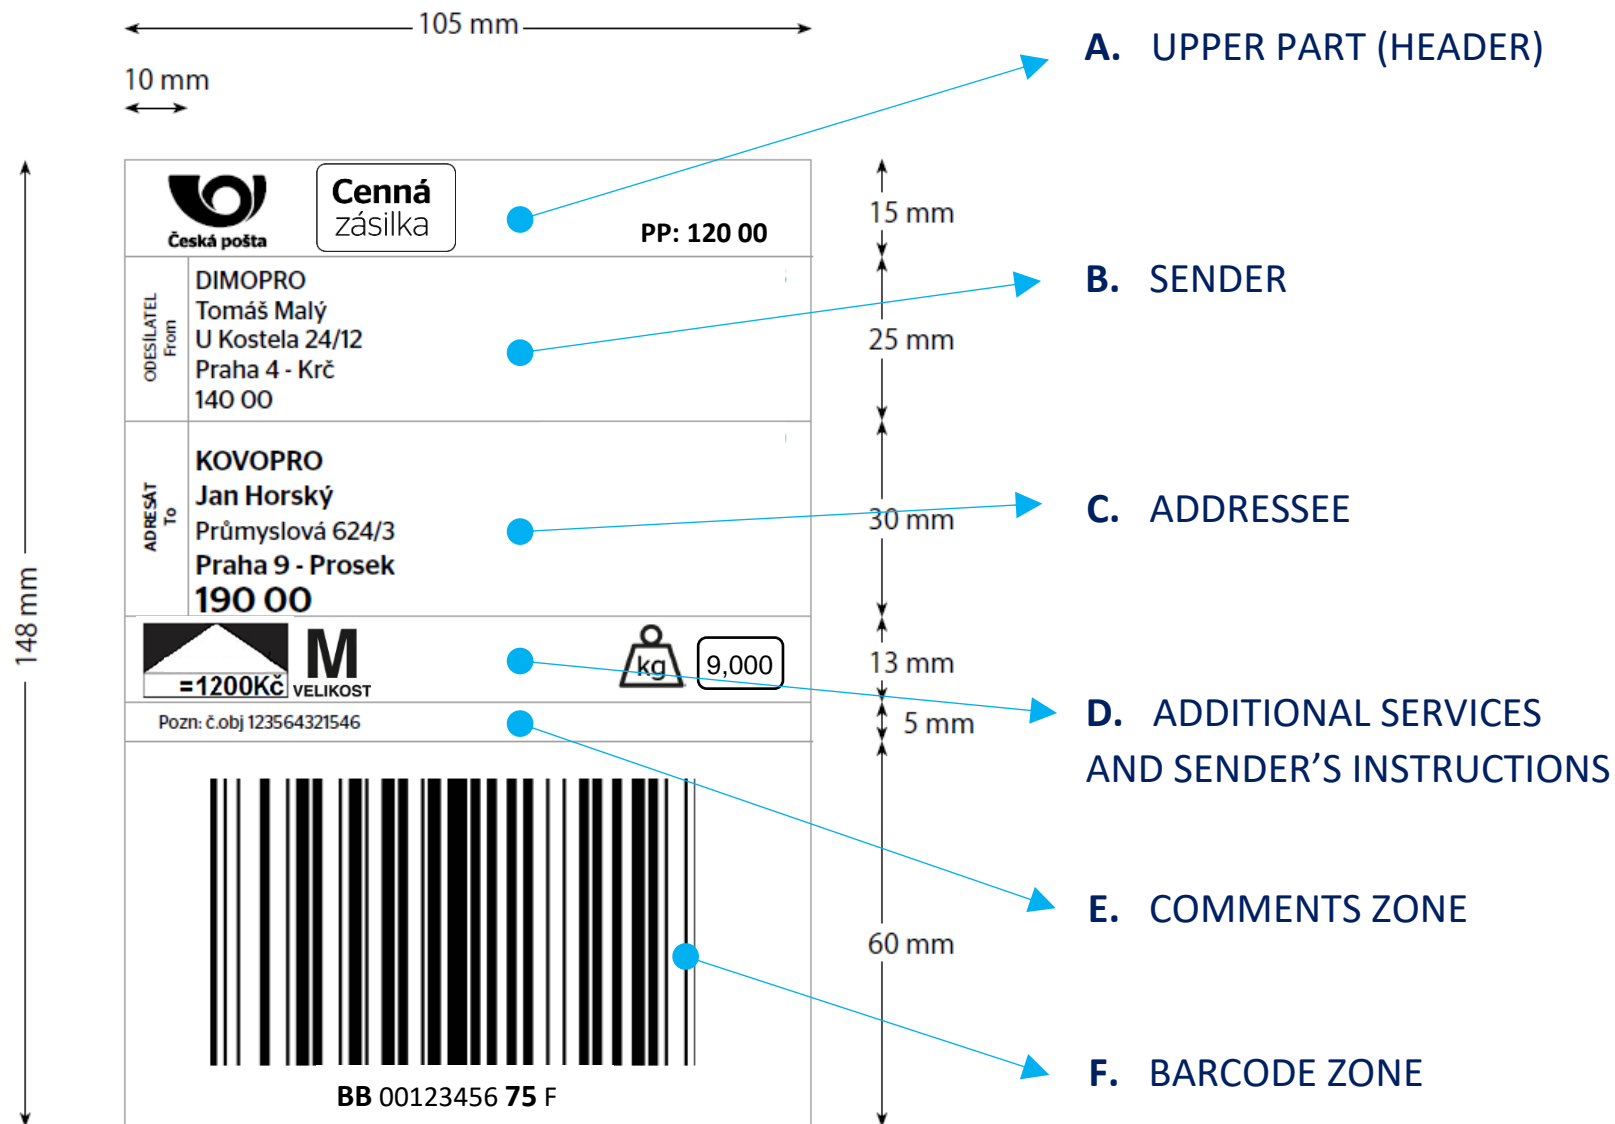 105 mm
A. UPPER PART (HEADER)
10 mm
Česká pošta
Cenná
zásilka
PP: 120 00
15 mm
ODESÍLATEL
From
DIMOPRO
Tomáš Malý
U Kostela 24/12
Praha 4 - Krč
140 00
25 mm
B. SENDER
ADRESÁT
To
KOVOPRO
Jan Horský
Průmyslová 624/3
Praha 9 - Prosek
190 00
30 mm
C. ADDRESSEE
148 mm
=1200Kč
M
VELIKOST
kg
9,000
13 mm
D. ADDITIONAL SERVICES
AND SENDER’S INSTRUCTIONS
Pozn: č.obj 123564321546
5 mm
E. COMMENTS ZONE
60 mm
BB 00123456 75 F
F. BARCODE ZONE